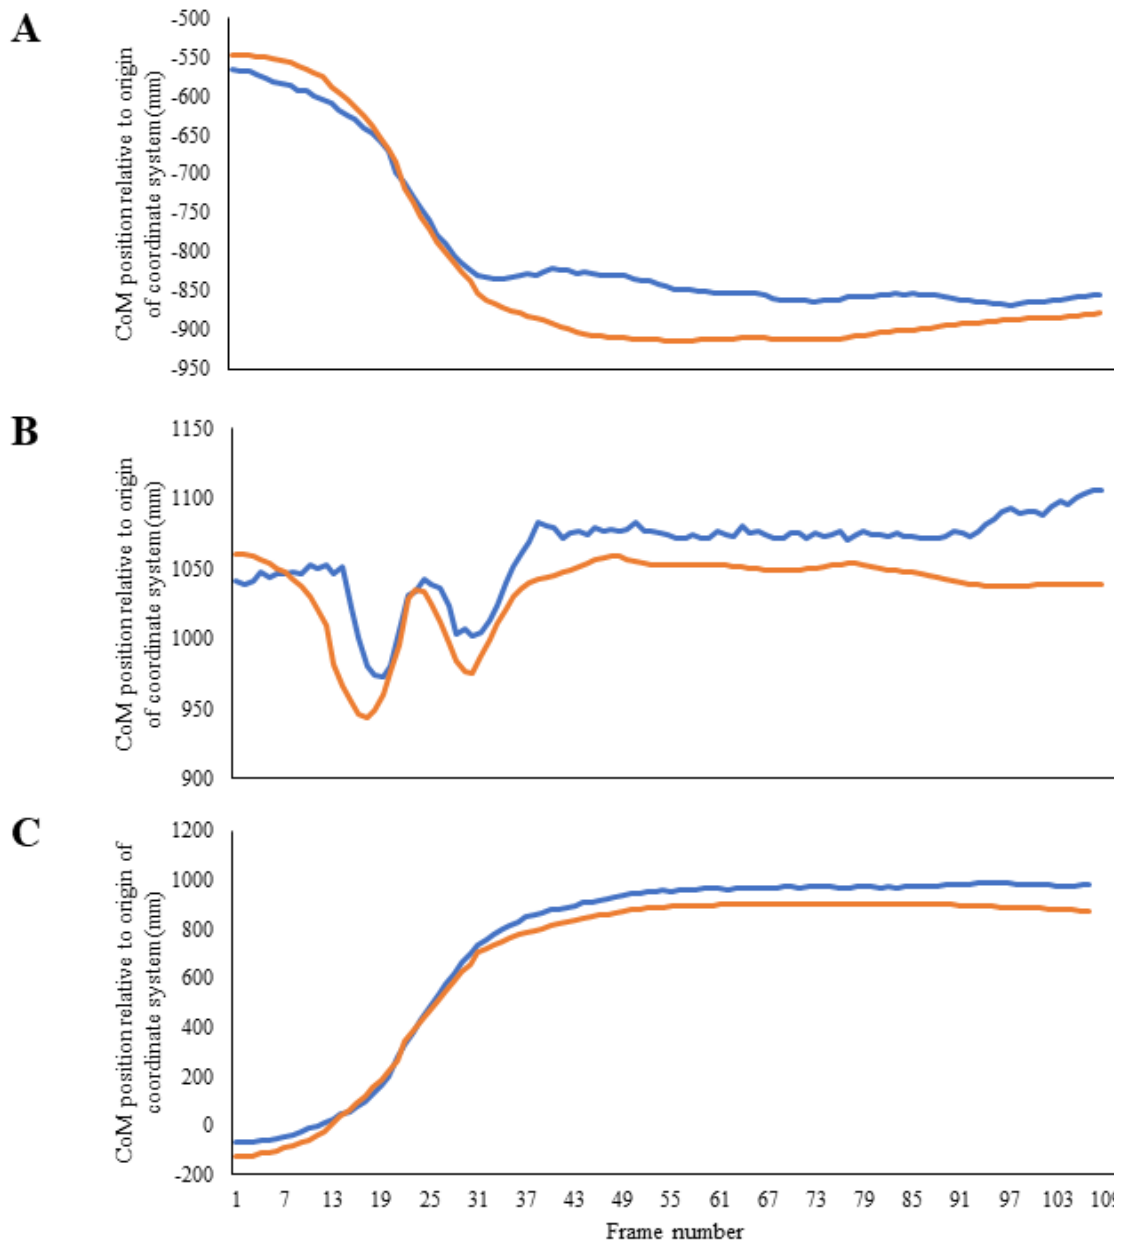 A
CoM position relative to origin
of coordinate system (mm)
-500
-550
-600
-650
-700
-750
-800
-850
-900
-950
B
CoM position relative to origin
of coordinate system (mm)
1150
1100
1050
1000
950
900
C
CoM position relative to origin of
coordinate system (mm)
1200
1000
800
600
400
200
0
-200
1 7 13 19 25 31 37 43 49 55 61 67 73 79 85 91 97 103 109
Frame number